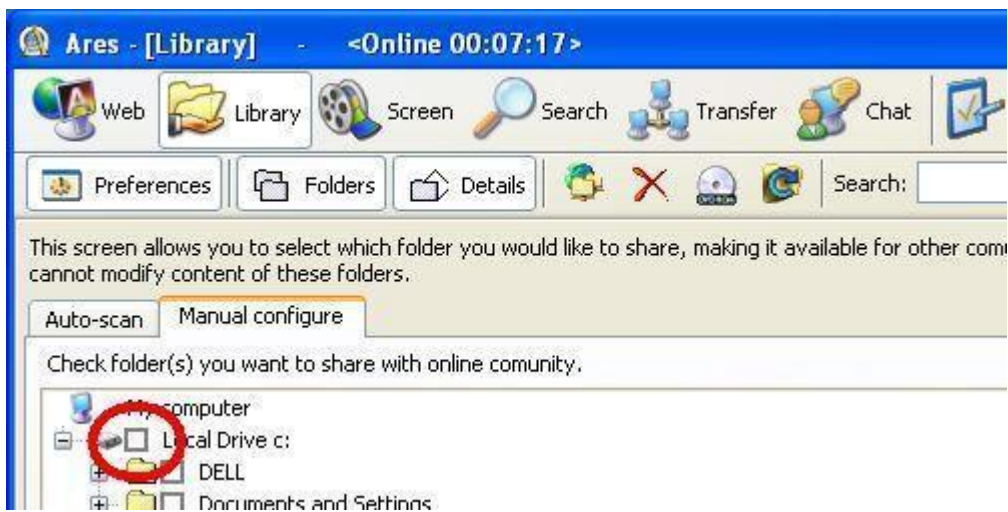 Ares - [Library] - <Online 00:07:17>
Web Library Screen Search Transfer Chat
Preferences Folders Details Search:
This screen allows you to select which folder you would like to share, making it available for other com
cannot modify content of these folders.
Auto-scan Manual configure
Check folder(s) you want to share with online comunity.
My computer
Local Drive c:
DELL
Documents and Settings